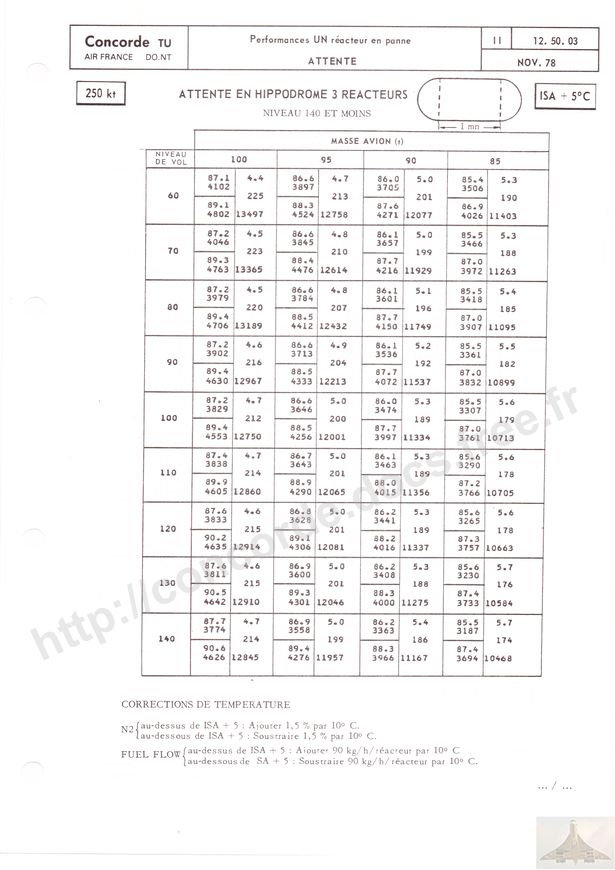 Concorde TU
AIR FRANCE DO.NT
Performances UN réacteur en panne
ATTENTE
11 12. 50. 03
NOV. 78
250 kt
ATTENTE EN HIPPODROME 3 REACTEURS
NIVEAU 140 ET MOINS
1 mn
ISA + 5°C
MASSE AVION (t)
NIVEAU DE VOL 100 95 90 85
87.1 4.4 86.6 4.7 86.0 5.0 85.4 5.3
4102 3897 3705 3506
60 225 213 201 190
89.1 88.3 87.6 86.9
4802 13497 4524 12758 4271 12077 4026 11403
87.2 4.5 86.6 4.8 86.1 5.0 85.5 5.3
4046 3845 3657 3466
70 223 210 199 188
89.3 88.4 87.7 87.0
4763 13365 4476 12614 4216 11929 3972 11263
87.2 4.5 86.6 4.8 86.1 5.1 85.5 5.4
3979 3784 3601 3418
80 220 207 196 185
89.4 88.5 87.7 87.0
4706 13189 4412 12432 4150 11749 3907 11095
87.2 4.6 86.6 4.9 86.1 5.2 85.5 5.5
3902 3713 3536 3361
90 216 204 192 182
89.4 88.5 87.7 87.0
4630 12967 4333 12213 4072 11537 3832 10899
87.2 4.7 86.6 5.0 86.0 5.3 85.5 5.6
3829 3646 3474 3307
100 212 200 189 179
89.4 88.5 87.7 87.0
4553 12750 4256 12001 3997 11334 3761 10713
87.4 4.7 86.7 5.0 86.1 5.3 85.6 5.6
3838 3643 3463 3290
110 214 201 189 178
89.9 88.9 88.0 87.2
4605 12860 4290 12065 4015 11356 3766 10705
87.6 4.6 86.8 5.0 86.2 5.3 85.6 5.6
3833 3628 3441 3265
120 215 201 189 178
90.2 89.1 88.2 87.3
4635 12914 4306 12081 4016 11337 3757 10663
87.6 4.6 86.9 5.0 86.2 5.3 85.6 5.7
3811 3600 3408 3230
130 215 201 188 176
90.5 89.3 88.3 87.4
4642 12910 4301 12046 4000 11275 3733 10584
87.7 4.7 86.9 5.0 86.2 5.4 85.5 5.7
3774 3558 3363 3187
140 214 199 186 174
90.6 89.4 88.3 87.4
4626 12845 4276 11957 3966 11167 3694 10468
http://concorde.docs.free.fr
CORRECTIONS DE TEMPERATURE
N2 au-dessus de ISA + 5 : Ajouter 1,5 % par 10° C.
au-dessous de ISA + 5 : Soustraire 1,5 % par 10° C.
FUEL FLOW au-dessus de ISA + 5 : Ajouter 90 kg/h/réacteur par 10° C
au-dessous de SA + 5 : Soustraire 90 kg/h/réacteur par 10° C.
... / ...